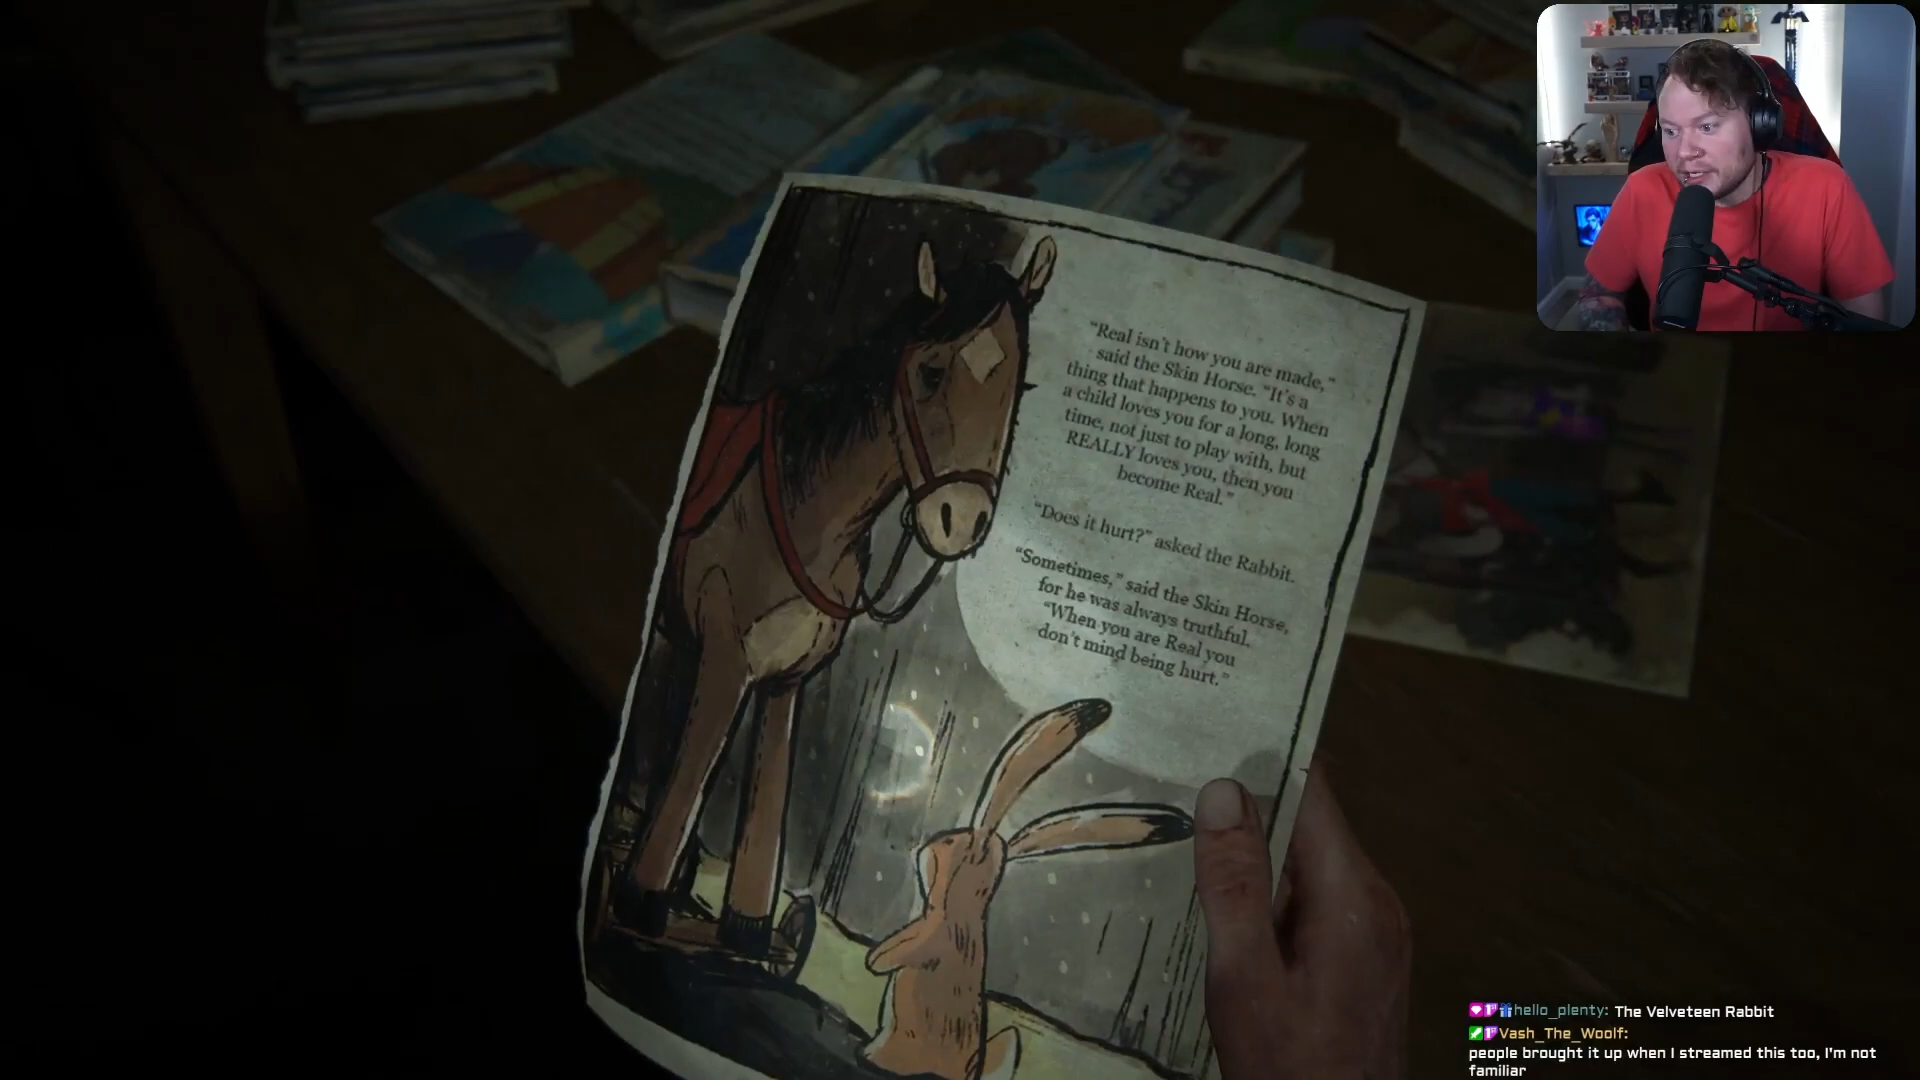 “Real isn’t how you are made,”
said the Skin Horse. “It’s a
thing that happens to you. When
a child loves you for a long, long
time, not just to play with, but
REALLY loves you, then you
become Real.”
“Does it hurt?” asked the Rabbit.
“Sometimes,” said the Skin Horse,
for he was always truthful.
“When you are Real you
don’t mind being hurt.”
hello_plenty: The Velveteen Rabbit
Vash_The_Woolf:
people brought it up when I streamed this too, I'm not
familiar